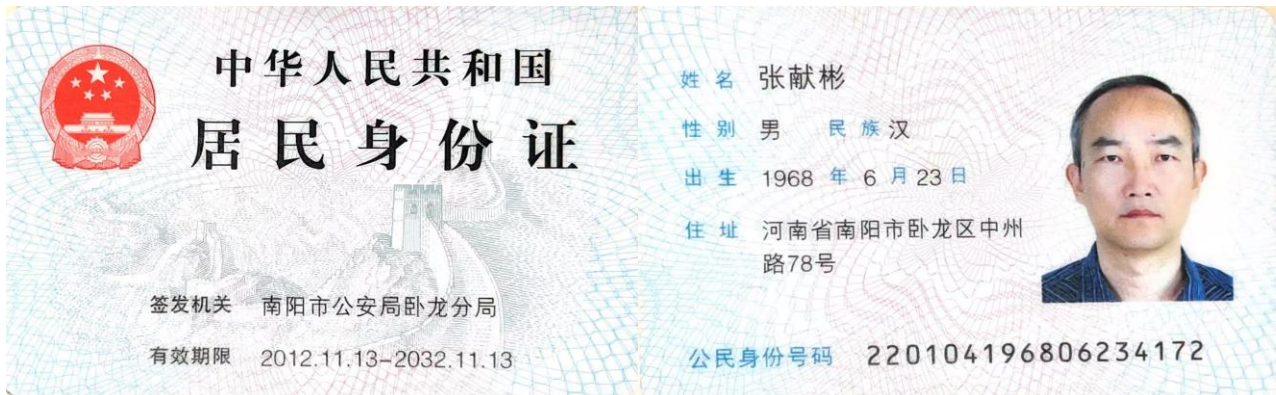 中华人民共和国
居民身份证
签发机关 南阳市公安局卧龙分局
有效期限 2012.11.13-2032.11.13
姓名 张献彬
性别 男 民族 汉
出生 1968 年 6 月 23 日
住址 河南省南阳市卧龙区中州
路78号
公民身份号码 220104196806234172